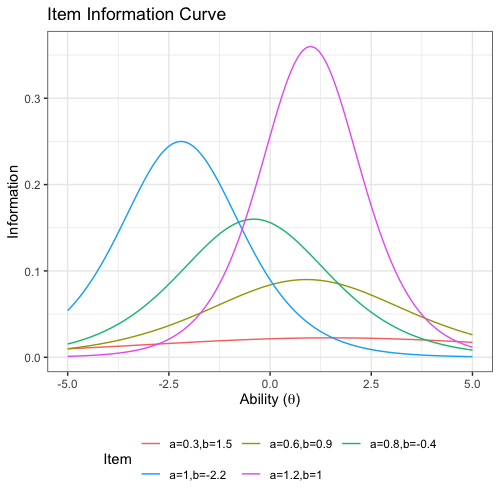 Item Information Curve
Information
0.3
0.2
0.1
0.0
-5.0 -2.5 0.0 2.5 5.0
Ability (θ)
Item
a=0.3,b=1.5 a=0.6,b=0.9 a=0.8,b=-0.4
a=1,b=-2.2 a=1.2,b=1